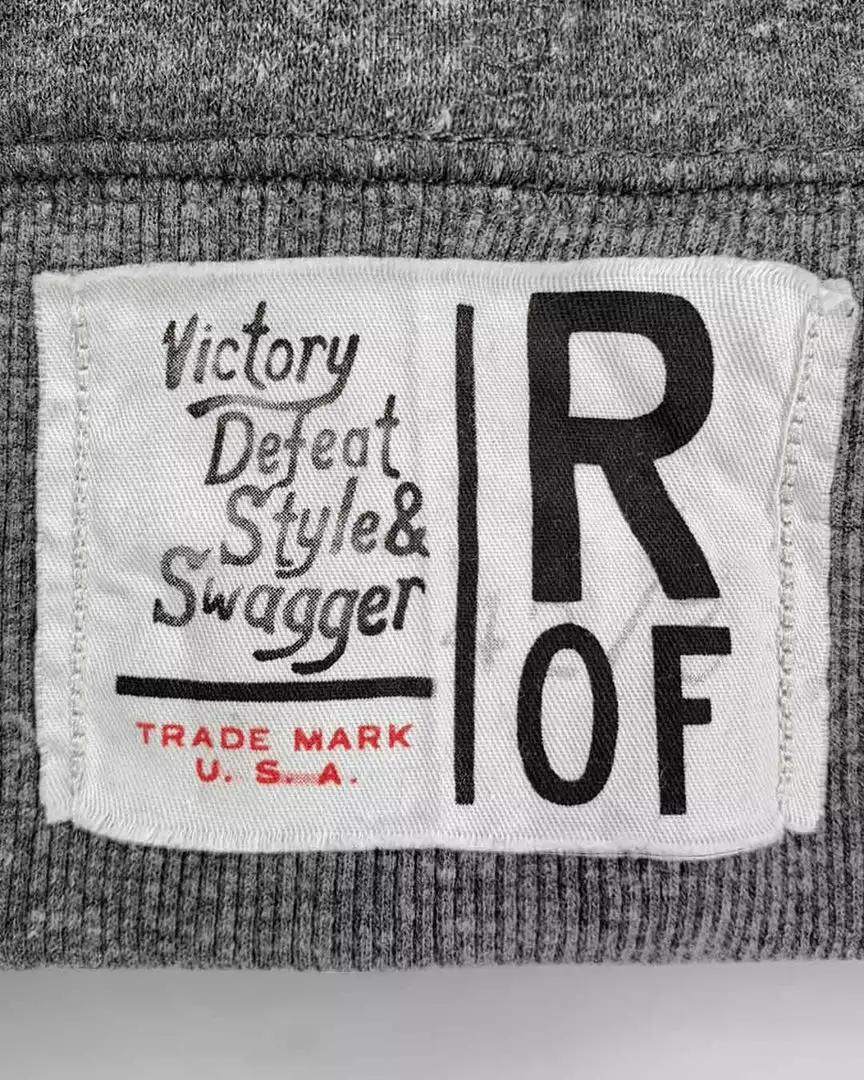 Victory
Defeat
Style &
Swagger
TRADE MARK
U. S. A.
R
OF